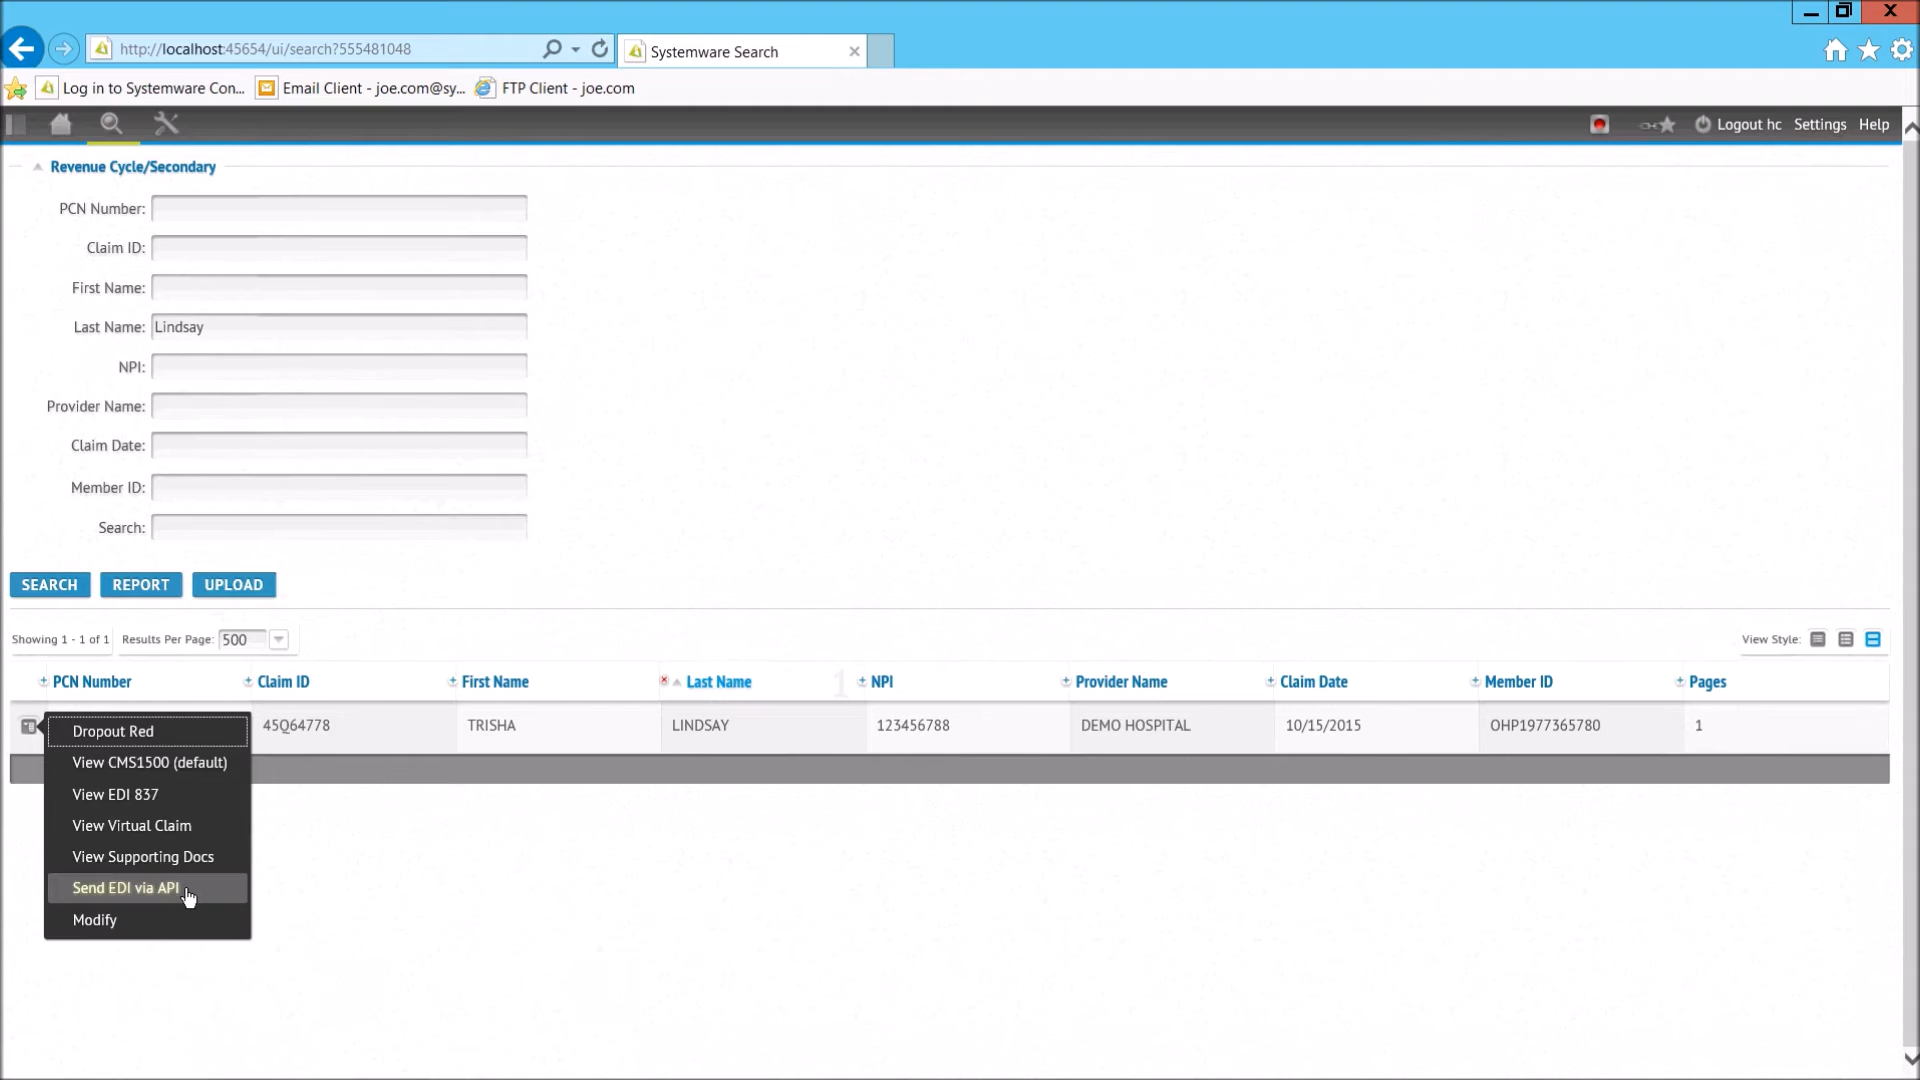 http://localhost:45654/ui/search?555481048
Systemware Search
Log in to Systemware Con...
Email Client - joe.com@sy...
FTP Client - joe.com
Logout hc
Settings
Help
Revenue Cycle/Secondary
PCN Number:
Claim ID:
First Name:
Last Name: Lindsay
NPI:
Provider Name:
Claim Date:
Member ID:
Search:
SEARCH REPORT UPLOAD
Showing 1 - 1 of 1 Results Per Page: 500 View Style:
PCN Number Claim ID First Name Last Name 1 NPI Provider Name Claim Date Member ID Pages
45Q64778 TRISHA LINDSAY 123456788 DEMO HOSPITAL 10/15/2015 OHP1977365780 1
Dropout Red
View CMS1500 (default)
View EDI 837
View Virtual Claim
View Supporting Docs
Send EDI via API
Modify